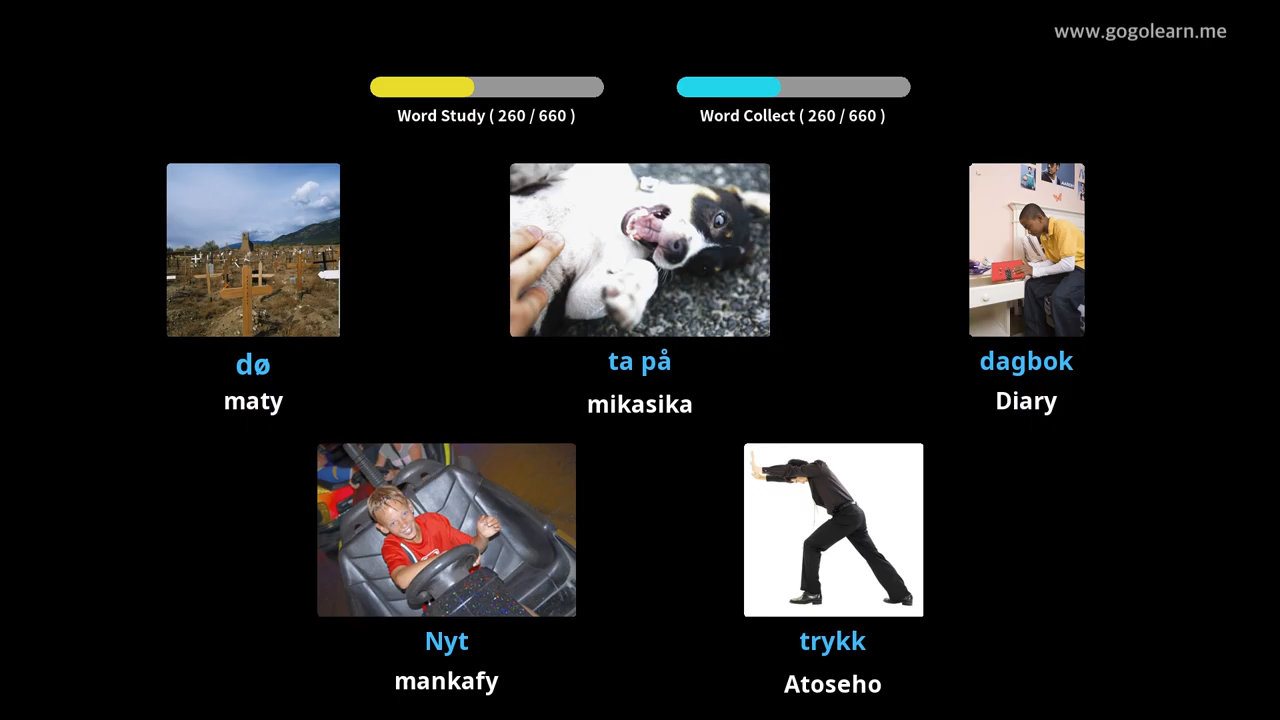 www.gogolearn.me
Word Study ( 260 / 660 )
Word Collect ( 260 / 660 )
dø
maty
ta på
mikasika
dagbok
Diary
Nyt
mankafy
trykk
Atoseho